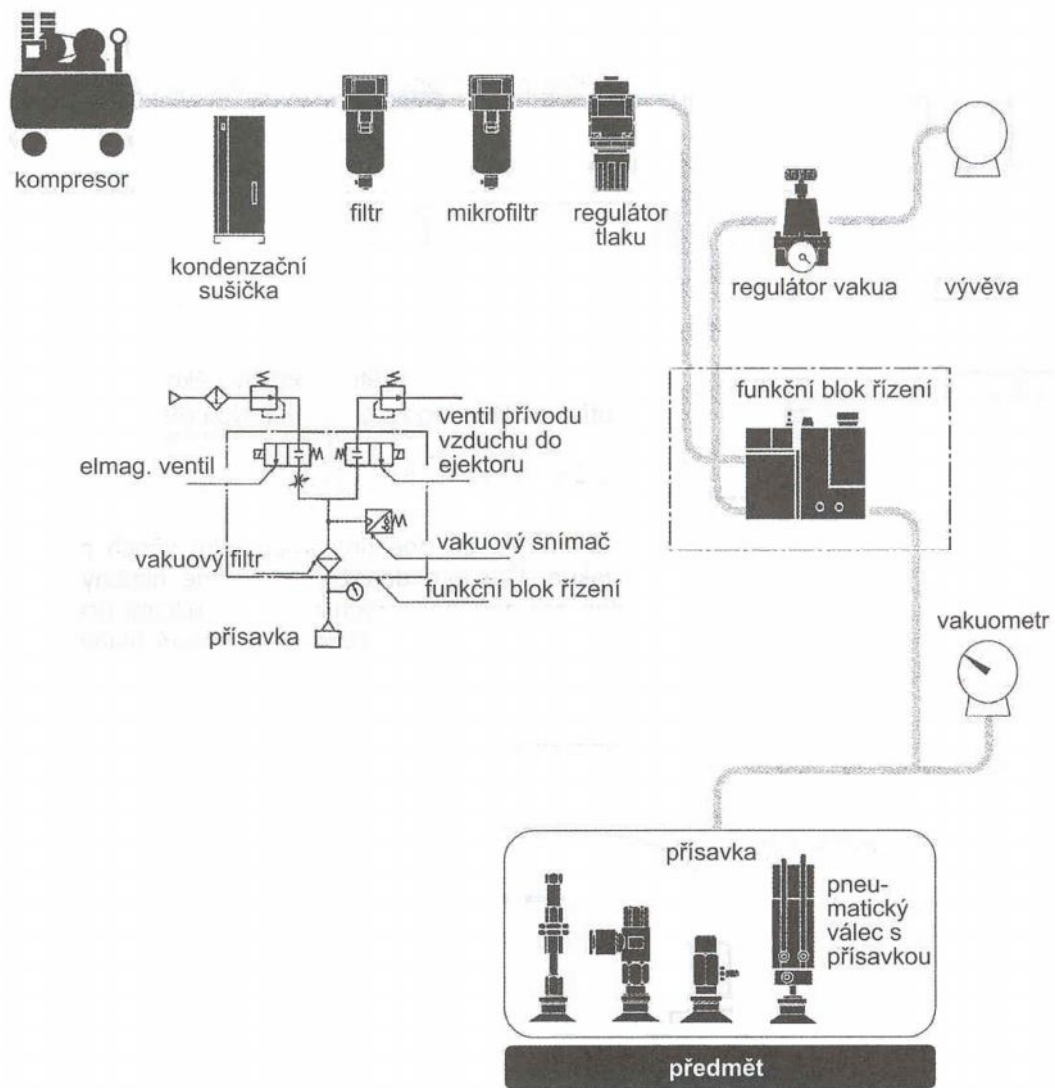 kompresor
kondenzační
sušička
filtr
mikrofiltr
regulátor
tlaku
regulátor vakua
vývěva
funkční blok řízení
ventil přívodu
vzduchu do
ejektoru
elmag. ventil
vakuový snímač
vakuový filtr
funkční blok řízení
přísavka
vakuometr
přísavka
pneu-
matický
válec s
přísavkou
předmět